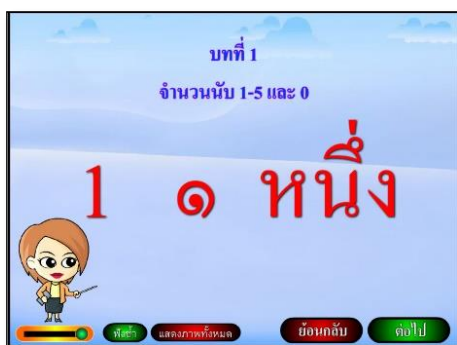 บทที่ 1
จำนวนนับ 1-5 และ 0
1 ๑ หนึ่ง
ฟังซ้ำ แสดงภาพทั้งหมด ย้อนกลับ ต่อไป